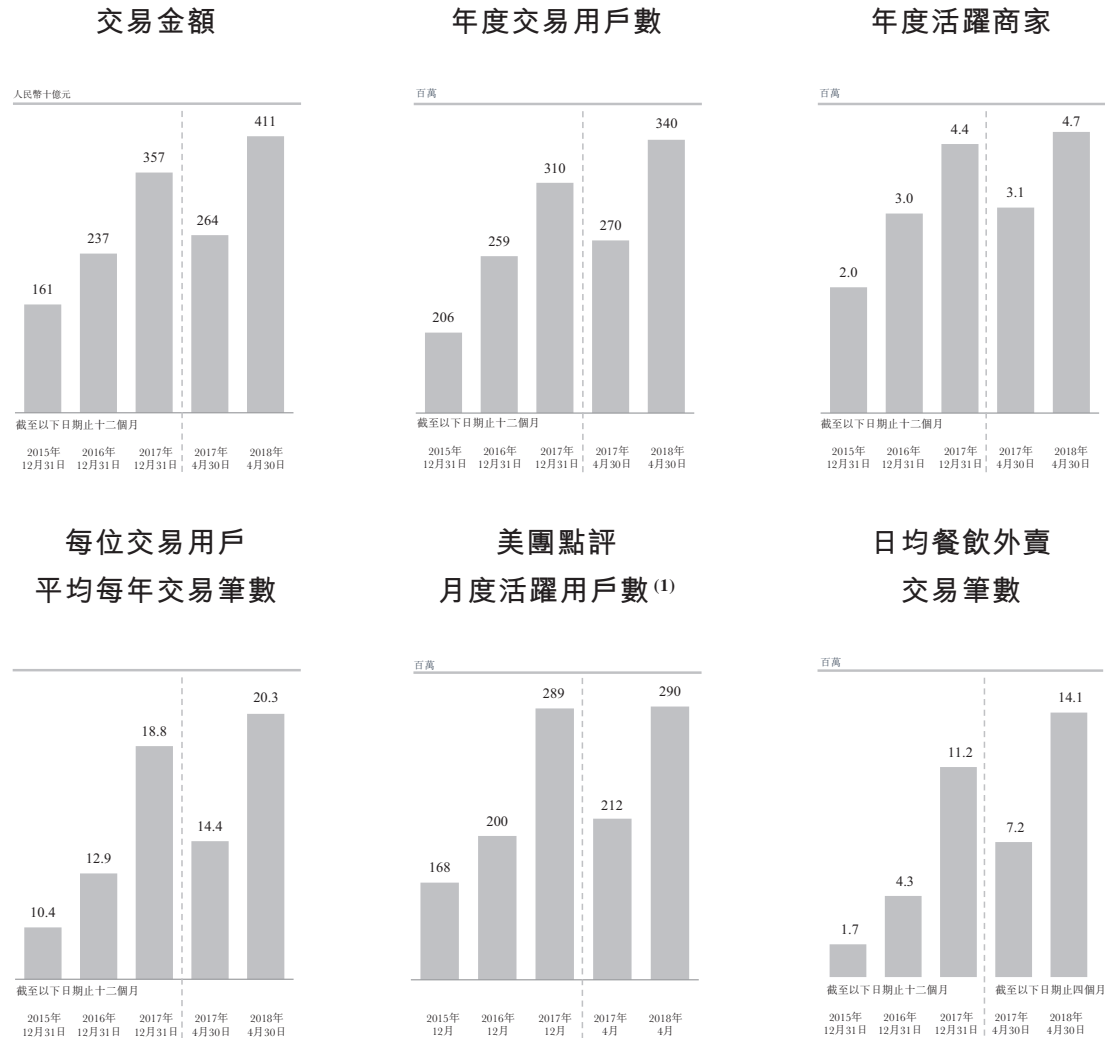 交易金額
年度交易用戶數
年度活躍商家
人民幣十億元
161
237
357
264
411
截至以下日期止十二個月
2015年 2016年 2017年 2017年 2018年
12月31日 12月31日 12月31日 4月30日 4月30日
百萬
206
259
310
270
340
截至以下日期止十二個月
2015年 2016年 2017年 2017年 2018年
12月31日 12月31日 12月31日 4月30日 4月30日
百萬
2.0
3.0
4.4
3.1
4.7
截至以下日期止十二個月
2015年 2016年 2017年 2017年 2018年
12月31日 12月31日 12月31日 4月30日 4月30日
每位交易用戶
平均每年交易筆數
10.4
12.9
18.8
14.4
20.3
截至以下日期止十二個月
2015年 2016年 2017年 2017年 2018年
12月31日 12月31日 12月31日 4月30日 4月30日
美團點評
月度活躍用戶數(1)
百萬
168
200
289
212
290
2015年 2016年 2017年 2017年 2018年
12月 12月 12月 4月 4月
日均餐飲外賣
交易筆數
百萬
1.7
4.3
11.2
7.2
14.1
截至以下日期止十二個月 截至以下日期止四個月
2015年 2016年 2017年 2017年 2018年
12月31日 12月31日 12月31日 4月30日 4月30日